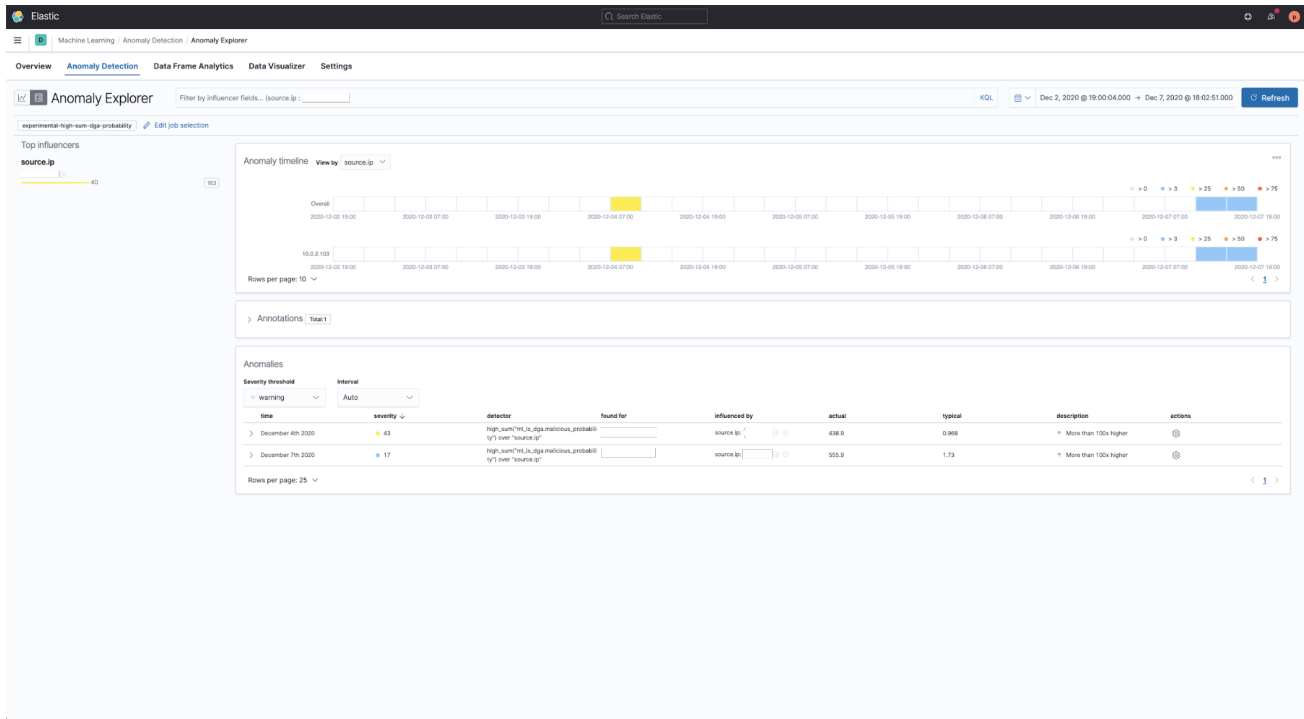 Elastic
Search Elastic
D
p
Machine Learning / Anomaly Detection / Anomaly Explorer
Overview Anomaly Detection Data Frame Analytics Data Visualizer Settings
Anomaly Explorer
Filter by influencer fields... (source.ip :
KQL
Dec 2, 2020 @ 19:00:04.000 → Dec 7, 2020 @ 18:02:51.000
Refresh
experimental-high-sum-dga-probability Edit job selection
Top influencers
source.ip
40 163
Anomaly timeline View by source.ip
> 0 > 3 > 25 > 50 > 75
Overall
2020-12-02 19:00 2020-12-03 07:00 2020-12-03 19:00 2020-12-04 07:00 2020-12-04 19:00 2020-12-05 07:00 2020-12-05 19:00 2020-12-06 07:00 2020-12-06 19:00 2020-12-07 07:00 2020-12-07 19:00
> 0 > 3 > 25 > 50 > 75
10.0.2.103
2020-12-02 19:00 2020-12-03 07:00 2020-12-03 19:00 2020-12-04 07:00 2020-12-04 19:00 2020-12-05 07:00 2020-12-05 19:00 2020-12-06 07:00 2020-12-06 19:00 2020-12-07 07:00 2020-12-07 19:00
Rows per page: 10
< 1 >
Annotations Total: 1
Anomalies
Severity threshold Interval
warning Auto
time severity detector found for influenced by actual typical description actions
December 4th 2020 43 high_sum("ml_is_dga.malicious_probabili
ty") over "source.ip" source.ip: 438.9 0.969 ↑ More than 100x higher
December 7th 2020 17 high_sum("ml_is_dga.malicious_probabili
ty") over "source.ip" source.ip: 555.9 1.73 ↑ More than 100x higher
Rows per page: 25
< 1 >